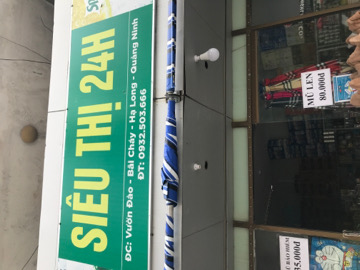 SIÊU THỊ 24H
ĐC: Vườn Đào - Bãi Cháy - Hạ Long - Quảng Ninh
ĐT: 0932.503.666
MŨ LEN
80,000đ